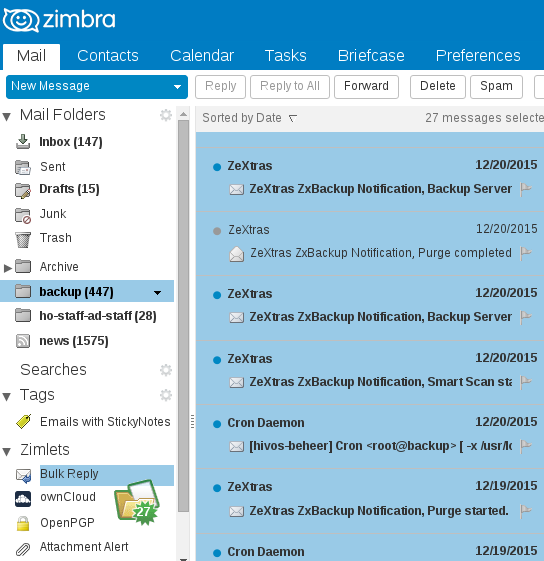 zimbra
Mail Contacts Calendar Tasks Briefcase Preferences
New Message Reply Reply to All Forward Delete Spam
Mail Folders
Inbox (147)
Sent
Drafts (15)
Junk
Trash
Archive
backup (447)
ho-staff-ad-staff (28)
news (1575)
Searches
Tags
Emails with StickyNotes
Zimlets
Bulk Reply
ownCloud
27
OpenPGP
Attachment Alert
Sorted by Date 27 messages selecte
ZeXtras 12/20/2015
ZeXtras ZxBackup Notification, Backup Server
ZeXtras 12/20/2015
ZeXtras ZxBackup Notification, Purge completed
ZeXtras 12/20/2015
ZeXtras ZxBackup Notification, Backup Server
ZeXtras 12/20/2015
ZeXtras ZxBackup Notification, Smart Scan sta
Cron Daemon 12/20/2015
[hivos-beheer] Cron <root@backup> [ -x /usr/lo
ZeXtras 12/19/2015
ZeXtras ZxBackup Notification, Purge started.
Cron Daemon 12/19/2015